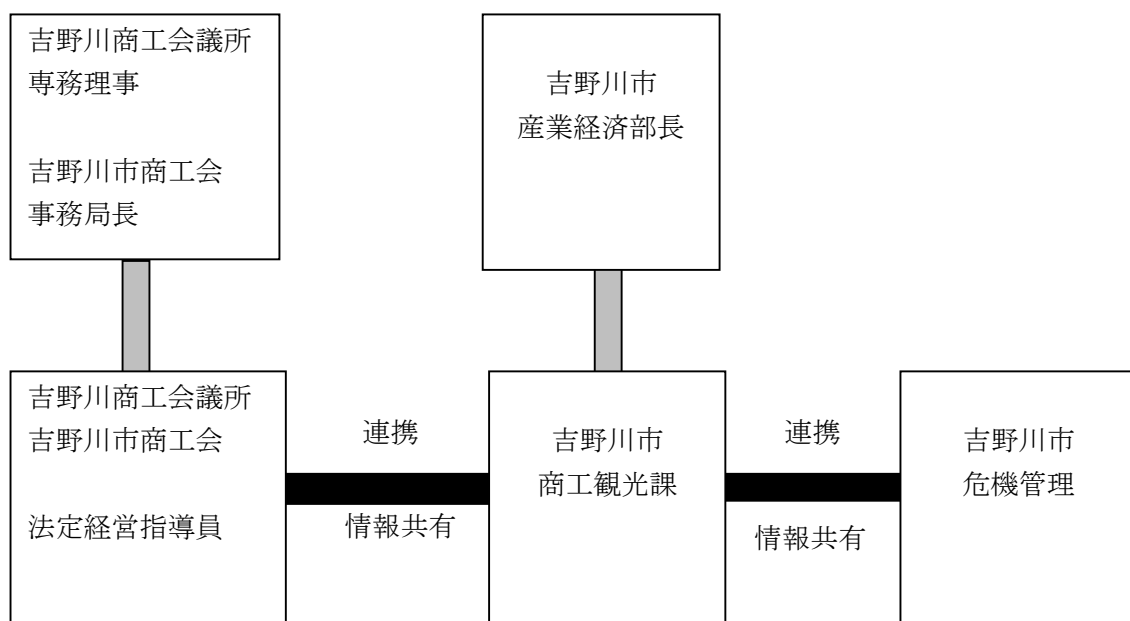 吉野川商工会議所
専務理事
吉野川市商工会
事務局長
吉野川市
産業経済部長
吉野川商工会議所
吉野川市商工会
法定経営指導員
連携
情報共有
吉野川市
商工観光課
連携
情報共有
吉野川市
危機管理